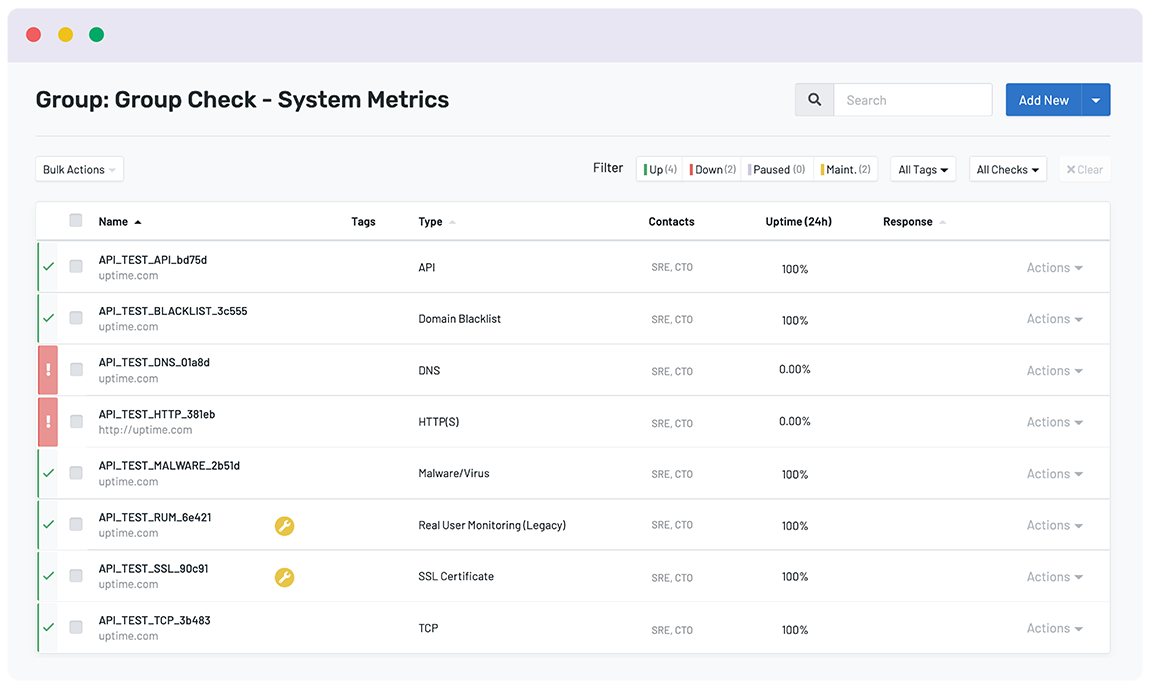 Group: Group Check - System Metrics
Search
Add New
Bulk Actions
Filter
Up (4)
Down (2)
Paused (0)
Maint. (2)
All Tags
All Checks
Clear
Name Tags Type Contacts Uptime (24h) Response
API_TEST_API_bd75d
uptime.com
API SRE, CTO 100% Actions
API_TEST_BLACKLIST_3c555
uptime.com
Domain Blacklist SRE, CTO 100% Actions
API_TEST_DNS_01a8d
uptime.com
DNS SRE, CTO 0.00% Actions
API_TEST_HTTP_381eb
http://uptime.com
HTTP(S) SRE, CTO 0.00% Actions
API_TEST_MALWARE_2b51d
uptime.com
Malware/Virus SRE, CTO 100% Actions
API_TEST_RUM_6e421
uptime.com
Real User Monitoring (Legacy) SRE, CTO 100% Actions
API_TEST_SSL_90c91
uptime.com
SSL Certificate SRE, CTO 100% Actions
API_TEST_TCP_3b483
uptime.com
TCP SRE, CTO 100% Actions